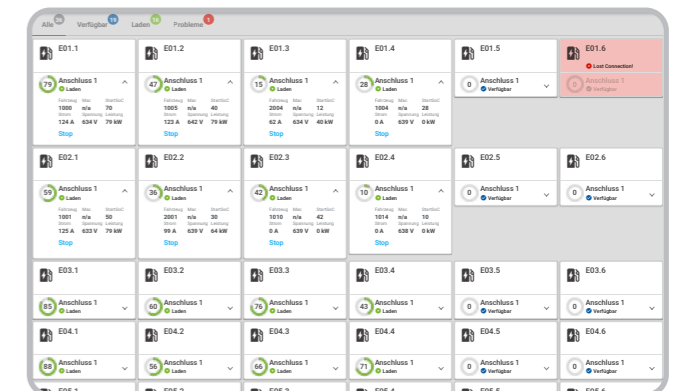 Alle 36 Verfügbar 19 Laden 16 Probleme 1
E01.1 E01.2 E01.3 E01.4 E01.5 E01.6
Lost Connection!
79 Anschluss 1 47 Anschluss 1 15 Anschluss 1 28 Anschluss 1 0 Anschluss 1 0 Anschluss 1
Laden Laden Laden Laden Verfügbar Verfügbar
Fahrzeug Max StartSoC Fahrzeug Max StartSoC Fahrzeug Max StartSoC Fahrzeug Max StartSoC
1000 n/a 70 1005 n/a 40 2004 n/a 12 1004 n/a 28
Strom Spannung Leistung Strom Spannung Leistung Strom Spannung Leistung Strom Spannung Leistung
124 A 634 V 79 kW 123 A 642 V 79 kW 62 A 634 V 40 kW 0 A 639 V 0 kW
Stop Stop Stop Stop
E02.1 E02.2 E02.3 E02.4 E02.5 E02.6
59 Anschluss 1 36 Anschluss 1 42 Anschluss 1 10 Anschluss 1 0 Anschluss 1 0 Anschluss 1
Laden Laden Laden Laden Verfügbar Verfügbar
Fahrzeug Max StartSoC Fahrzeug Max StartSoC Fahrzeug Max StartSoC Fahrzeug Max StartSoC
1001 n/a 50 2001 n/a 30 1010 n/a 42 1014 n/a 10
Strom Spannung Leistung Strom Spannung Leistung Strom Spannung Leistung Strom Spannung Leistung
125 A 633 V 79 kW 99 A 639 V 64 kW 0 A 639 V 0 kW 0 A 638 V 0 kW
Stop Stop Stop Stop
E03.1 E03.2 E03.3 E03.4 E03.5 E03.6
85 Anschluss 1 60 Anschluss 1 76 Anschluss 1 43 Anschluss 1 0 Anschluss 1 0 Anschluss 1
Laden Laden Laden Laden Verfügbar Verfügbar
E04.1 E04.2 E04.3 E04.4 E04.5 E04.6
88 Anschluss 1 56 Anschluss 1 66 Anschluss 1 71 Anschluss 1 0 Anschluss 1 0 Anschluss 1
Laden Laden Laden Laden Verfügbar Verfügbar
E05.1 E05.2 E05.3 E05.4 E05.5 E05.6